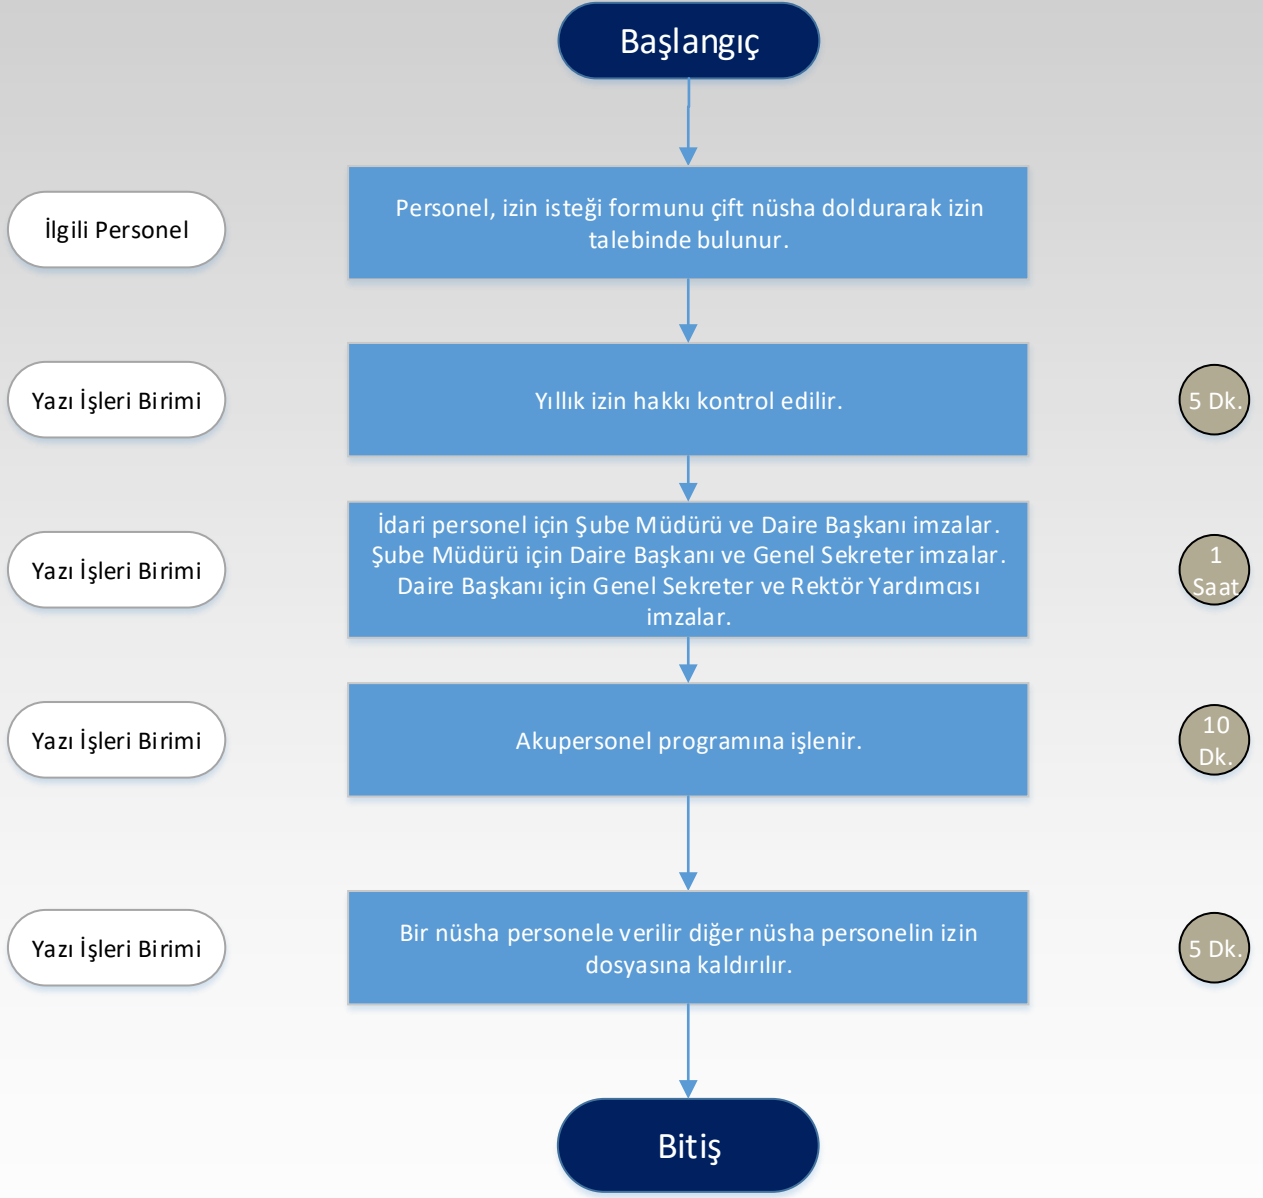 Başlangıç
İlgili Personel
Personel, izin isteği formunu çift nüsha doldurarak izin
talebinde bulunur.
Yazı İşleri Birimi
Yıllık izin hakkı kontrol edilir.
5 Dk.
Yazı İşleri Birimi
İdari personel için Şube Müdürü ve Daire Başkanı imzalar.
Şube Müdürü için Daire Başkanı ve Genel Sekreter imzalar.
Daire Başkanı için Genel Sekreter ve Rektör Yardımcısı
imzalar.
1
Saat
Yazı İşleri Birimi
Akupersonel programına işlenir.
10
Dk.
Yazı İşleri Birimi
Bir nüsha personele verilir diğer nüsha personelin izin
dosyasına kaldırılır.
5 Dk.
Bitiş